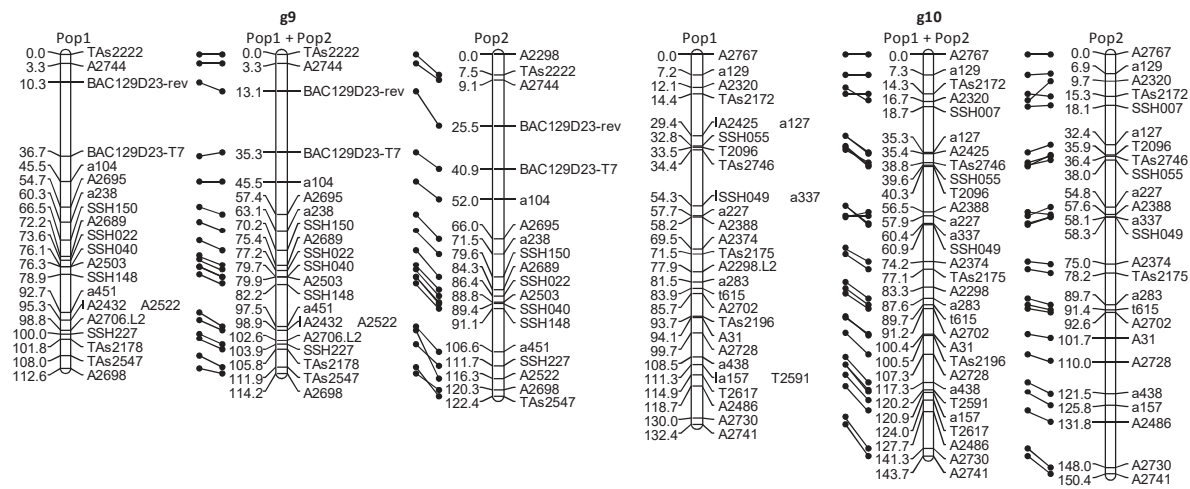 g9
Pop1
0.0 TAs2222
3.3 A2744
10.3 BAC129D23-rev
36.7 BAC129D23-T7
45.5 a104
54.7 A2695
60.3 a238
66.5 SSH150
72.2 A2689
73.6 SSH022
76.1 SSH040
76.3 A2503
78.9 SSH148
92.7 a451
95.3 A2432 A2522
98.8 A2706.L2
100.0 SSH227
101.8 TAs2178
108.0 TAs2547
112.6 A2698
Pop1 + Pop2
0.0 TAs2222
3.3 A2744
13.1 BAC129D23-rev
35.3 BAC129D23-T7
45.5 a104
57.4 A2695
63.1 a238
70.2 SSH150
75.4 A2689
77.2 SSH022
79.7 SSH040
79.9 A2503
82.2 SSH148
97.5 a451
98.9 A2432 A2522
102.6 A2706.L2
103.9 SSH227
105.8 TAs2178
111.9 TAs2547
114.2 A2698
Pop2
0.0 A2298
7.5 TAs2222
9.1 A2744
25.5 BAC129D23-rev
40.9 BAC129D23-T7
52.0 a104
66.0 A2695
71.5 a238
79.6 SSH150
84.3 A2689
86.4 SSH022
88.8 A2503
89.4 SSH040
91.1 SSH148
106.6 a451
111.7 SSH227
116.3 A2522
120.3 A2698
122.4 TAs2547
g10
Pop1
0.0 A2767
7.2 a129
12.1 A2320
14.4 TAs2172
29.4 A2425 a127
32.8 SSH055
33.5 T2096
34.4 TAs2746
54.3 SSH049 a337
57.7 a227
58.2 A2388
69.5 A2374
71.5 TAs2175
77.9 A2298.L2
81.5 a283
83.9 t615
85.7 A2702
93.7 TAs2196
94.1 A31
99.7 A2728
108.5 a438
111.3 a157 T2591
114.9 T2617
118.7 A2486
130.0 A2730
132.4 A2741
Pop1 + Pop2
0.0 A2767
7.3 a129
14.3 TAs2172
16.7 A2320
18.7 SSH007
35.3 a127
35.4 A2425
38.8 TAs2746
39.6 SSH055
40.3 T2096
56.5 A2388
57.9 a227
60.4 a337
60.9 SSH049
74.2 A2374
77.1 TAs2175
83.3 A2298
87.6 a283
89.7 t615
91.2 A2702
100.4 A31
100.5 TAs2196
107.3 A2728
117.3 a438
120.2 T2591
120.9 a157
124.0 T2617
127.7 A2486
141.3 A2730
143.7 A2741
Pop2
0.0 A2767
6.9 a129
9.7 A2320
15.3 TAs2172
18.1 SSH007
32.4 a127
35.9 T2096
36.4 TAs2746
38.0 SSH055
54.8 a227
57.6 A2388
58.1 a337
58.3 SSH049
75.0 A2374
78.2 TAs2175
89.7 a283
91.4 t615
92.6 A2702
101.7 A31
110.0 A2728
121.5 a438
125.8 a157
131.8 A2486
148.0 A2730
150.4 A2741